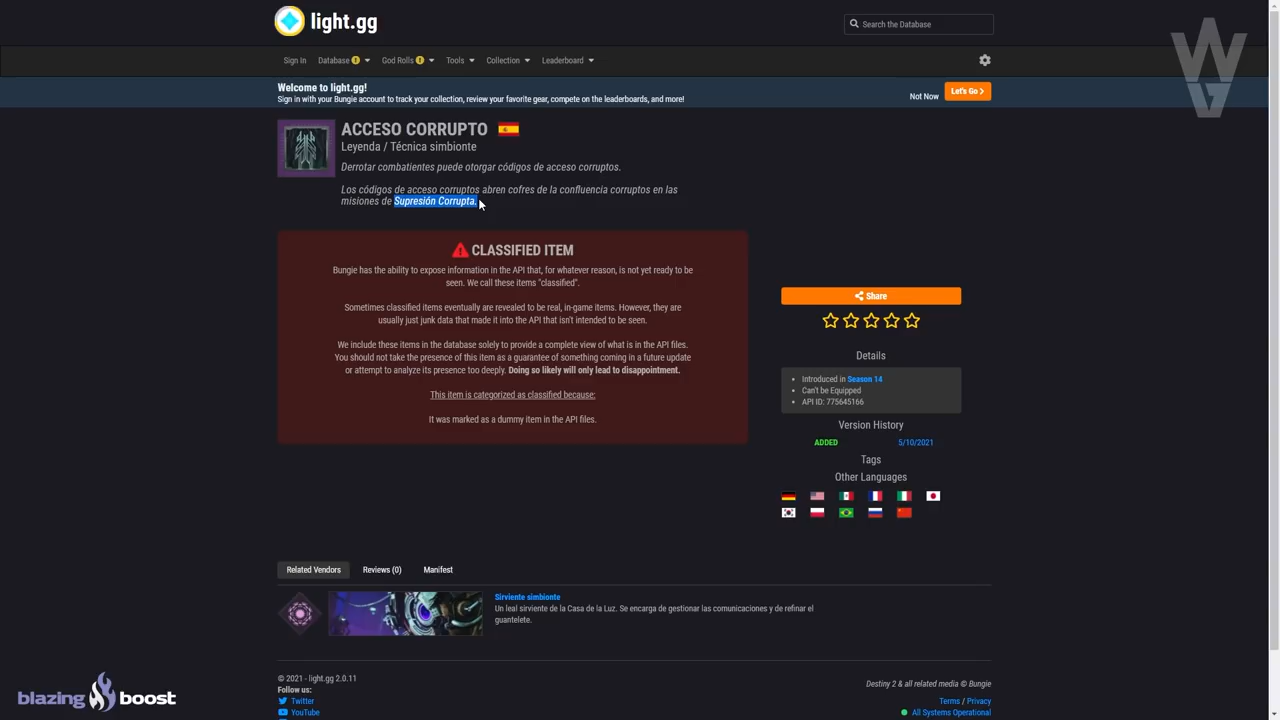 light.gg
Search the Database
Sign In
Database
God Rolls
Tools
Collection
Leaderboard
Welcome to light.gg!
Sign in with your Bungie account to track your collection, review your favorite gear, compete on the leaderboards, and more!
Not Now
Let's Go
ACCESO CORRUPTO
Leyenda / Técnica simbionte
Derrotar combatientes puede otorgar códigos de acceso corruptos.
Los códigos de acceso corruptos abren cofres de la confluencia corruptos en las
misiones de Supresión Corrupta.
CLASSIFIED ITEM
Bungie has the ability to expose information in the API that, for whatever reason, is not yet ready to be
seen. We call these items "classified".
Sometimes classified items eventually are revealed to be real, in-game items. However, they are
usually just junk data that made it into the API that isn't intended to be seen.
We include these items in the database solely to provide a complete view of what is in the API files.
You should not take the presence of this item as a guarantee of something coming in a future update
or attempt to analyze its presence too deeply. Doing so likely will only lead to disappointment.
This item is categorized as classified because:
It was marked as a dummy item in the API files.
Share
Details
Introduced in Season 14
Can't be Equipped
API ID: 775645166
Version History
ADDED 5/10/2021
Tags
Other Languages
Related Vendors
Reviews (0)
Manifest
Sirviente simbionte
Un leal sirviente de la Casa de la Luz. Se encarga de gestionar las comunicaciones y de refinar el
guantelete.
© 2021 - light.gg 2.0.11
Follow us:
Twitter
YouTube
Destiny 2 & all related media © Bungie
Terms / Privacy
All Systems Operational
blazing boost